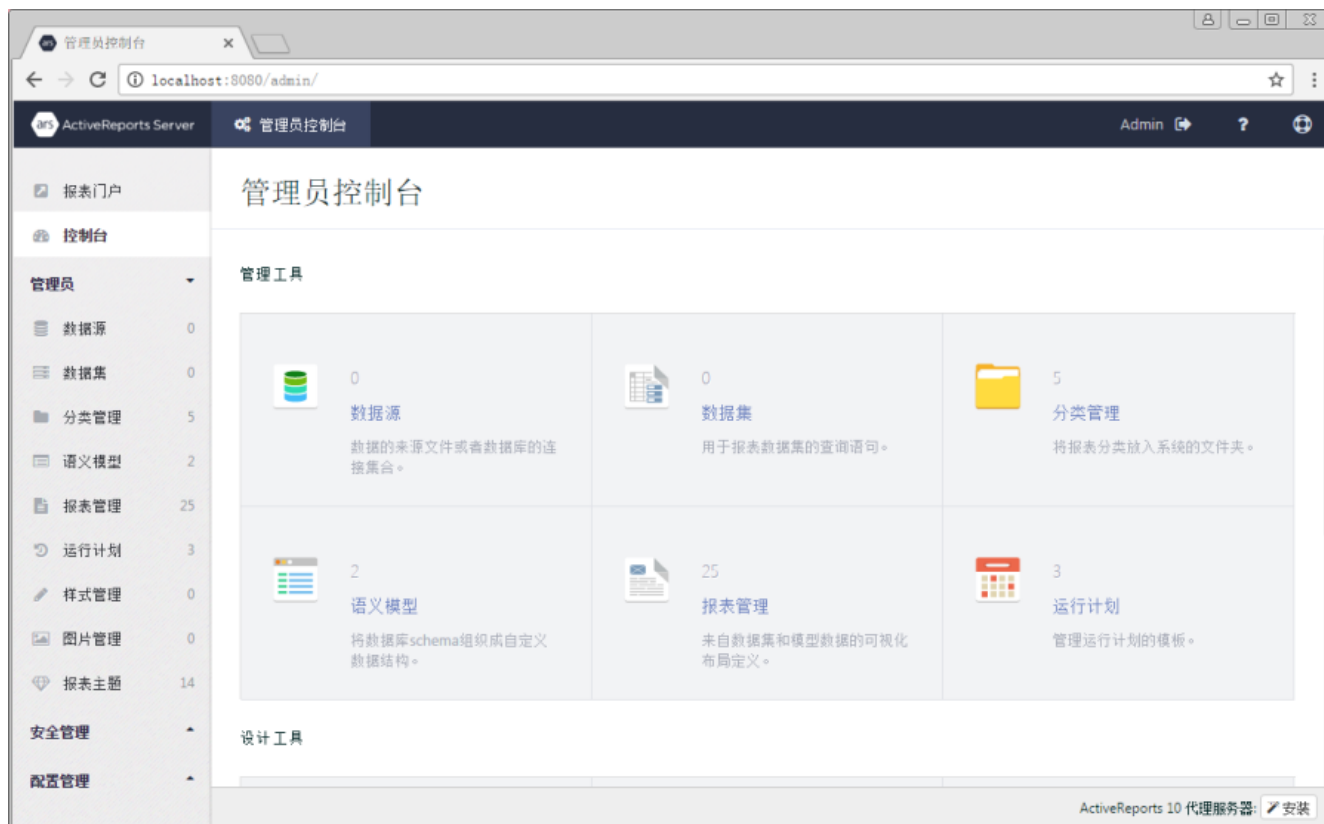 管理员控制台
localhost:8080/admin/
ars ActiveReports Server
管理员控制台
Admin
?
报表门户
控制台
管理员
数据源 0
数据集 0
分类管理 5
语义模型 2
报表管理 25
运行计划 3
样式管理 0
图片管理 0
报表主题 14
安全管理
配置管理
管理员控制台
管理工具
0
数据源
数据的来源文件或者数据库的连
接集合。
0
数据集
用于报表数据集的查询语句。
5
分类管理
将报表分类放入系统的文件夹。
2
语义模型
将数据库schema组织成自定义
数据结构。
25
报表管理
来自数据集和模型数据的可视化
布局定义。
3
运行计划
管理运行计划的模板。
设计工具
ActiveReports 10 代理服务器: 安装